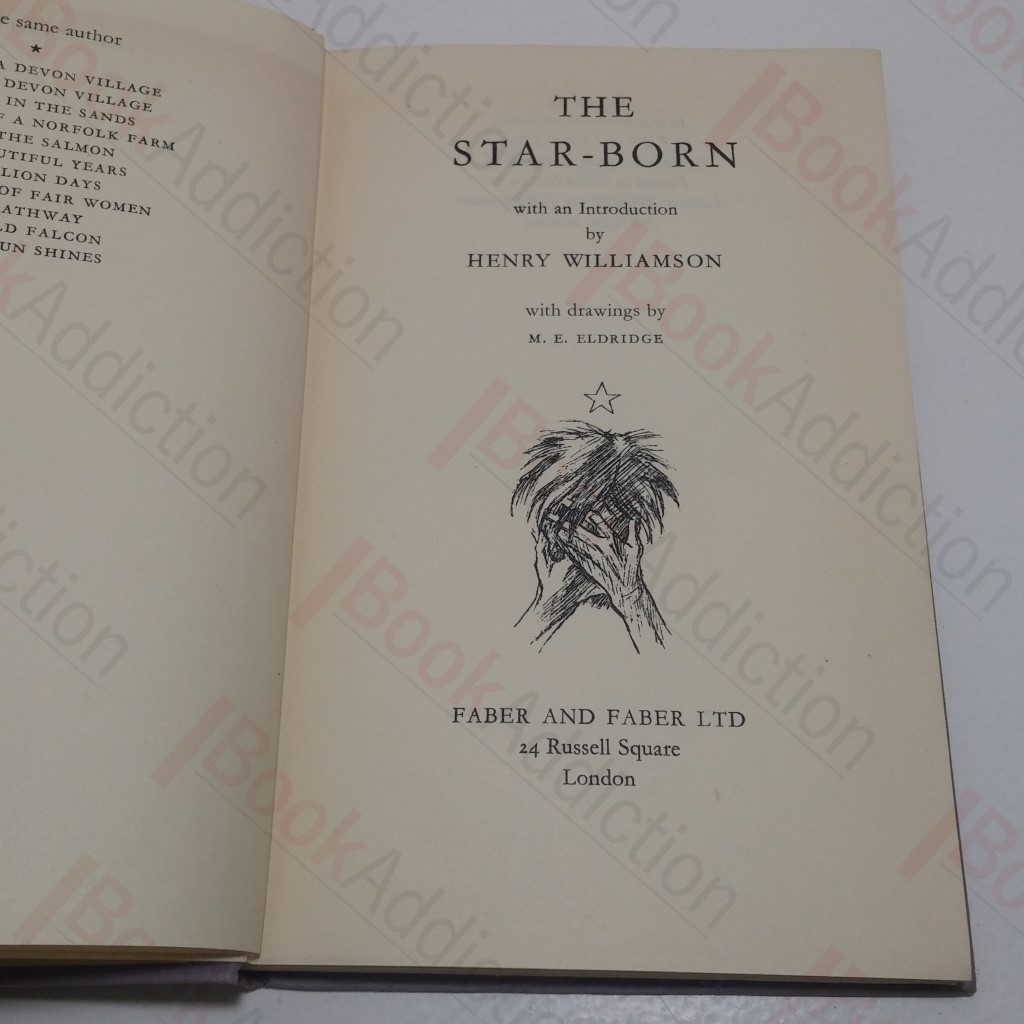 e same author
A DEVON VILLAGE
DEVON VILLAGE
IN THE SANDS
F A NORFOLK FARM
THE SALMON
UTIFUL YEARS
LION DAYS
OF FAIR WOMEN
ATHWAY
LD FALCON
UN SHINES
THE
STAR-BORN
with an Introduction
by
HENRY WILLIAMSON
with drawings by
M. E. ELDRIDGE
FABER AND FABER LTD
24 Russell Square
London
BookAddiction